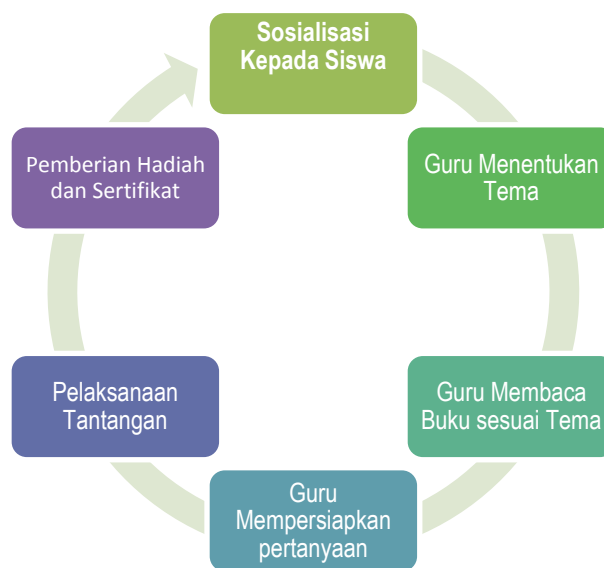 Sosialisasi
Kepada Siswa
Guru Menentukan
Tema
Guru Membaca
Buku sesuai Tema
Guru
Mempersiapkan
pertanyaan
Pelaksanaan
Tantangan
Pemberian Hadiah
dan Sertifikat